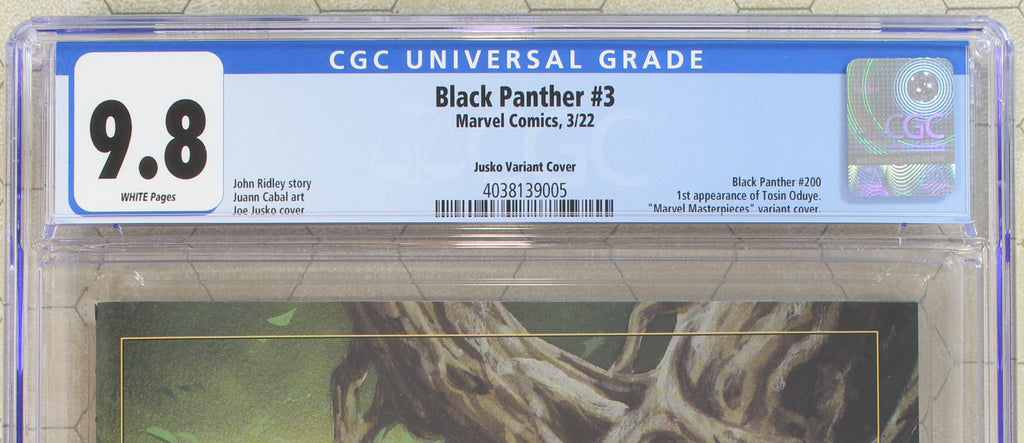 CGC UNIVERSAL GRADE
9.8
WHITE Pages
Black Panther #3
Marvel Comics, 3/22
Jusko Variant Cover
4038139005
John Ridley story
Juann Cabal art
Joe Jusko cover
Black Panther #200
1st appearance of Tosin Oduye.
"Marvel Masterpieces" variant cover.
CGC
CGC